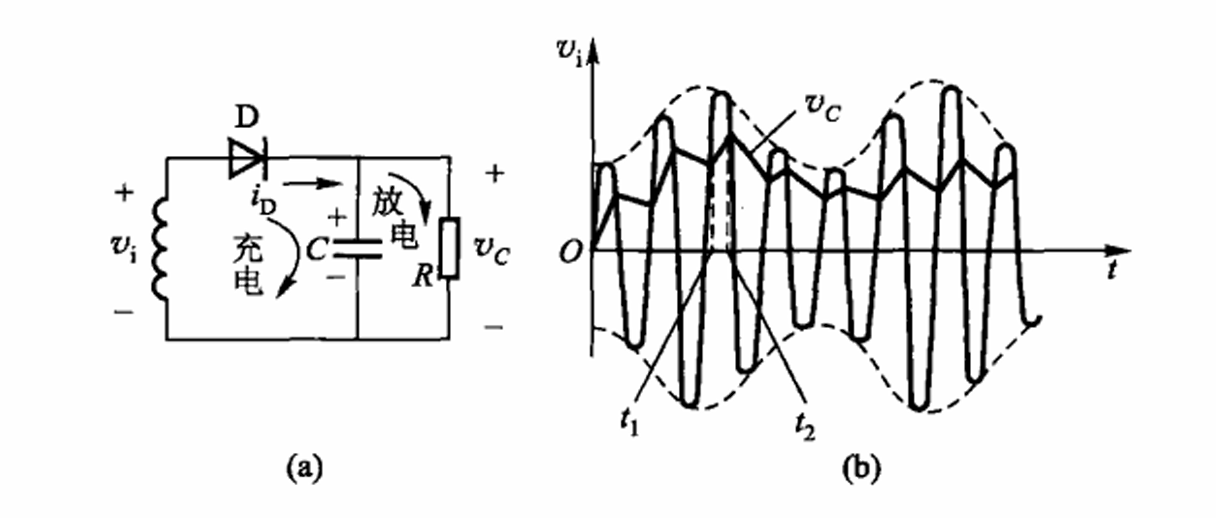 D
+
i_D
+
充电
放电
v_i
C
R
v_C
+
−
−
−
(a)
v_i
v_C
O
t
t_1
t_2
(b)